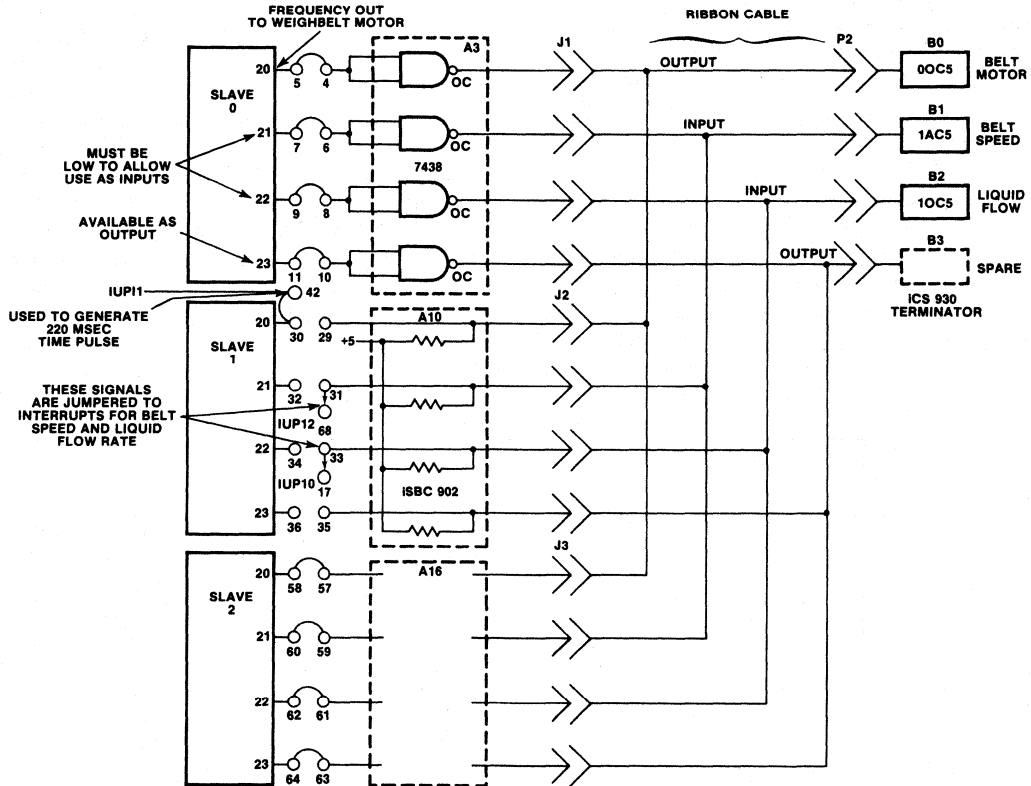 FREQUENCY OUT
TO WEIGHBELT MOTOR
RIBBON CABLE
A3
J1
P2
B0
SLAVE
0
20
5
4
OC
OUTPUT
0OC5
BELT
MOTOR
21
7
6
OC
INPUT
B1
1AC5
BELT
SPEED
MUST BE
LOW TO ALLOW
USE AS INPUTS
7438
22
9
8
OC
INPUT
B2
1OC5
LIQUID
FLOW
AVAILABLE AS
OUTPUT
23
11
10
OC
OUTPUT
B3
SPARE
iCS 930
TERMINATOR
IUPI1
42
USED TO GENERATE
220 MSEC
TIME PULSE
SLAVE
1
20
30
29
A10
+5
J2
21
32
31
IUP12
68
THESE SIGNALS
ARE JUMPERED TO
INTERRUPTS FOR BELT
SPEED AND LIQUID
FLOW RATE
22
34
33
IUP10
17
iSBC 902
23
36
35
SLAVE
2
20
58
57
A16
J3
21
60
59
22
62
61
23
64
63